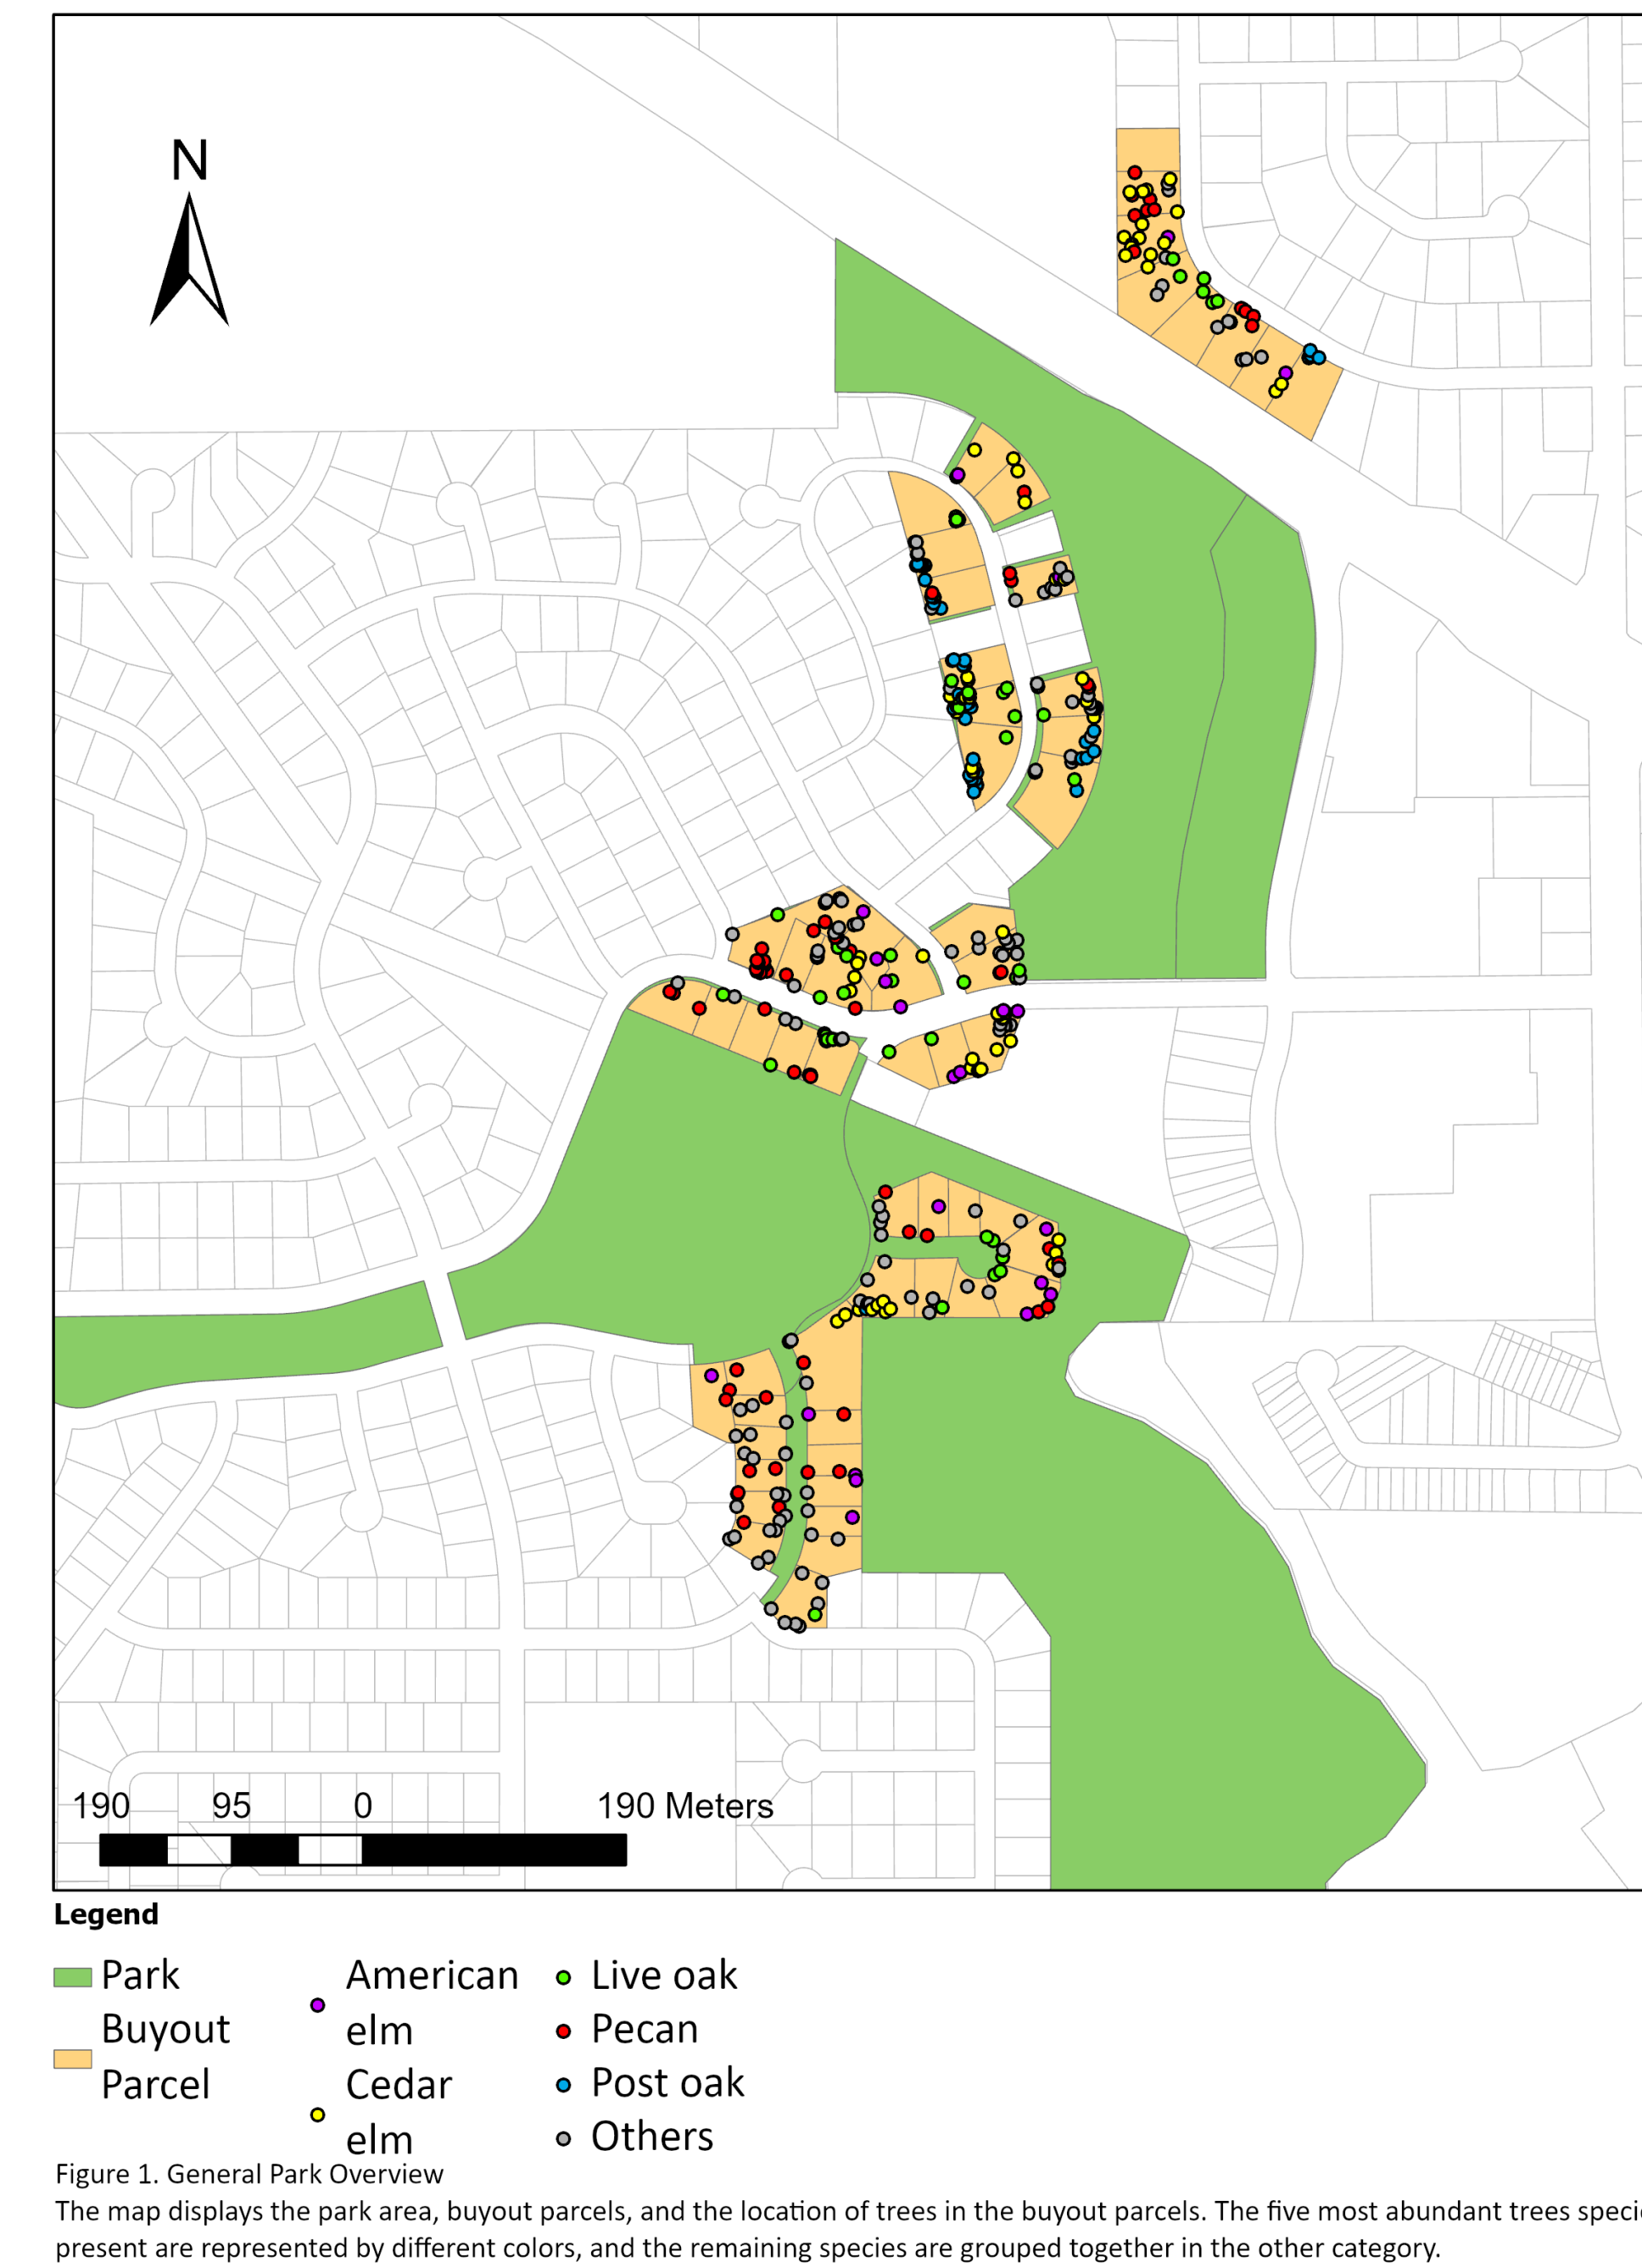 N
190 95 0 190 Meters
Legend
Park
Buyout
Parcel
American
elm
Cedar
elm
Live oak
Pecan
Post oak
Others
Figure 1. General Park Overview
The map displays the park area, buyout parcels, and the location of trees in the buyout parcels. The five most abundant trees speci
present are represented by different colors, and the remaining species are grouped together in the other category.